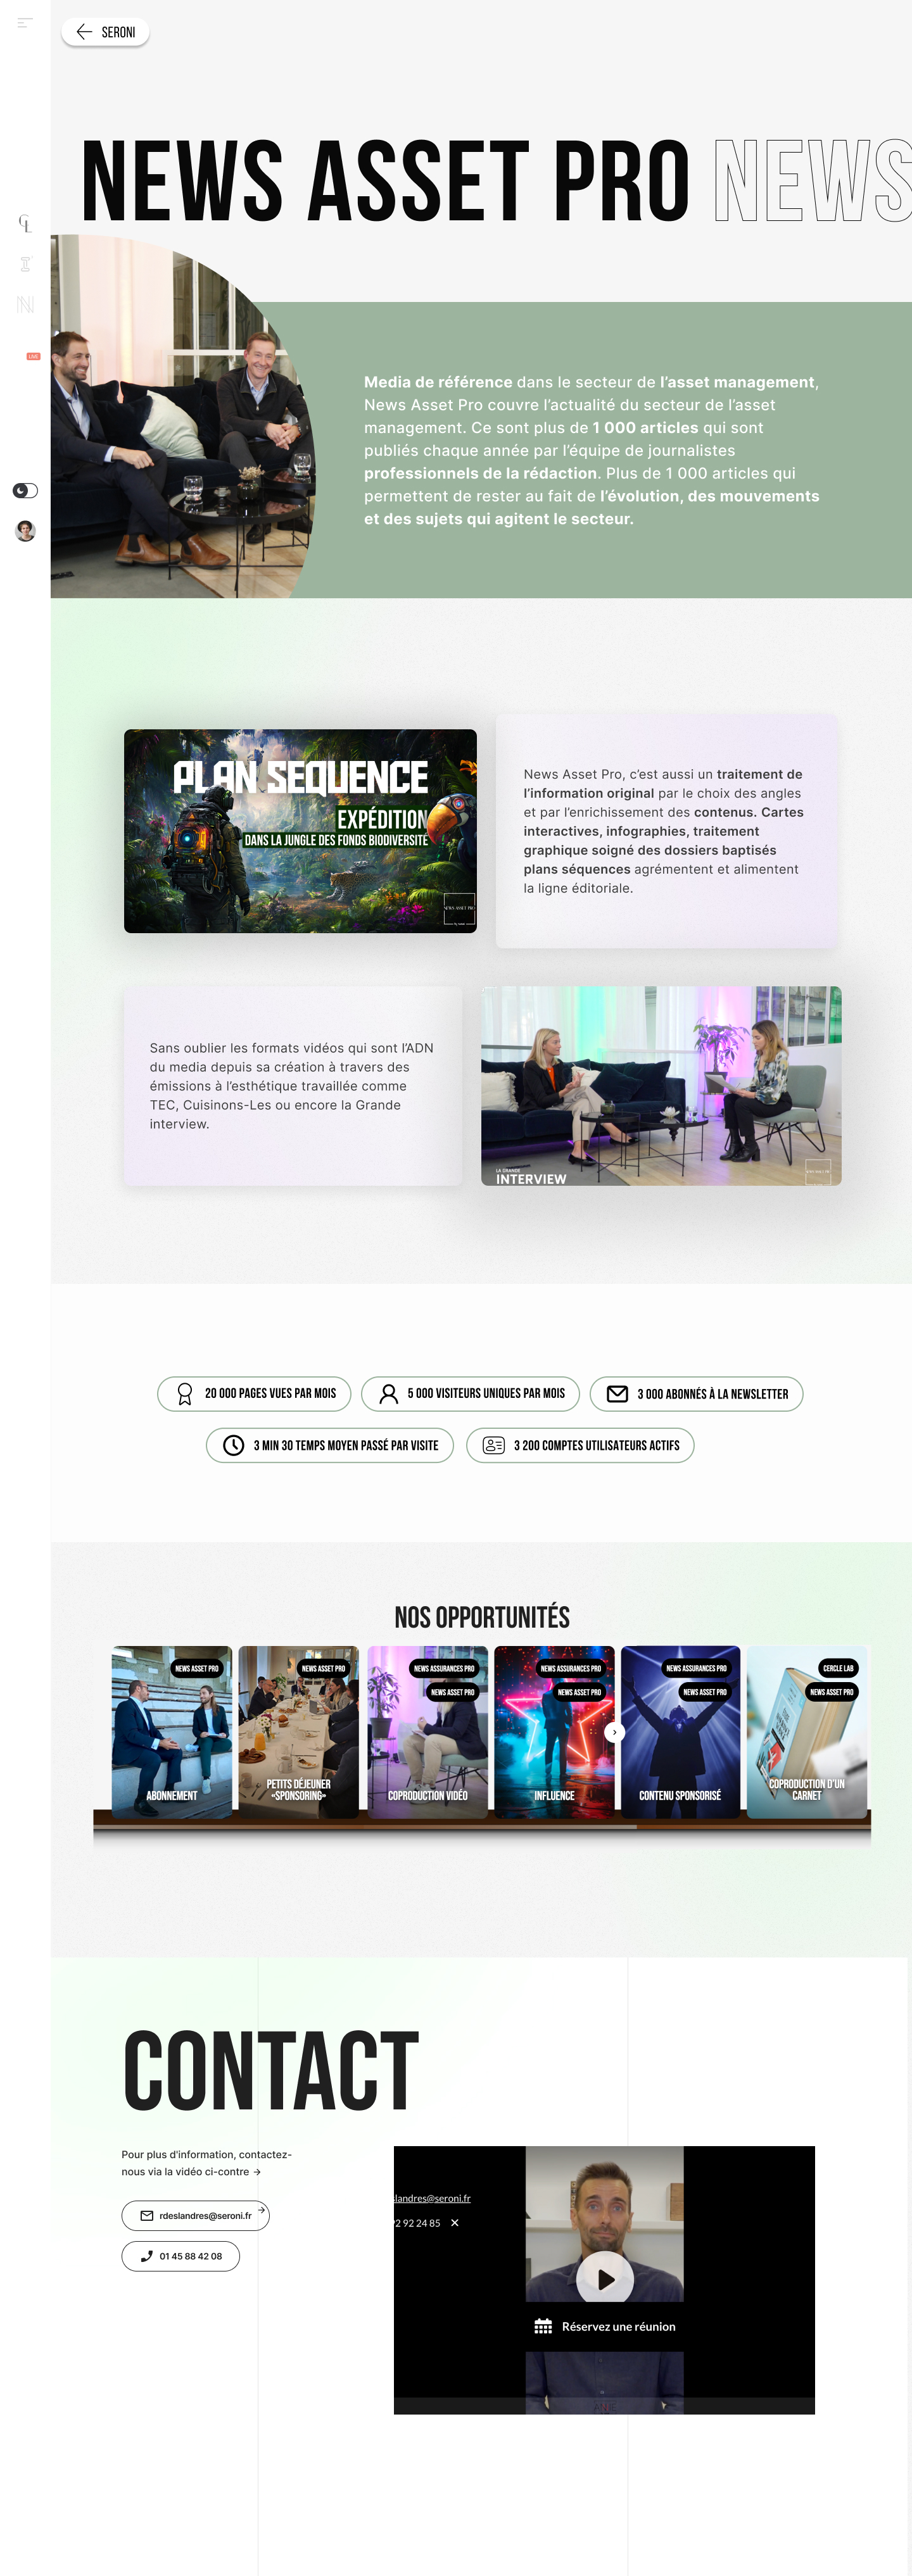 SERONI
NEWS ASSET PRO NEWS
LIVE
Media de référence dans le secteur de l’asset management,
News Asset Pro couvre l’actualité du secteur de l’asset
management. Ce sont plus de 1 000 articles qui sont
publiés chaque année par l’équipe de journalistes
professionnels de la rédaction. Plus de 1 000 articles qui
permettent de rester au fait de l’évolution, des mouvements
et des sujets qui agitent le secteur.
PLAN SEQUENCE
EXPÉDITION
DANS LA JUNGLE DES FONDS BIODIVERSITÉ
NEWS ASSET PRO
News Asset Pro, c’est aussi un traitement de
l’information original par le choix des angles
et par l’enrichissement des contenus. Cartes
interactives, infographies, traitement
graphique soigné des dossiers baptisés
plans séquences agrémentent et alimentent
la ligne éditoriale.
Sans oublier les formats vidéos qui sont l’ADN
du media depuis sa création à travers des
émissions à l’esthétique travaillée comme
TEC, Cuisinons-Les ou encore la Grande
interview.
LA GRANDE
INTERVIEW
NEWS ASSET PRO
20 000 PAGES VUES PAR MOIS
5 000 VISITEURS UNIQUES PAR MOIS
3 000 ABONNÉS À LA NEWSLETTER
3 MIN 30 TEMPS MOYEN PASSÉ PAR VISITE
3 200 COMPTES UTILISATEURS ACTIFS
NOS OPPORTUNITÉS
NEWS ASSET PRO
ABONNEMENT
NEWS ASSET PRO
PETITS DÉJEUNER
«SPONSORING»
NEWS ASSURANCES PRO
NEWS ASSET PRO
COPRODUCTION VIDÉO
NEWS ASSURANCES PRO
NEWS ASSET PRO
INFLUENCE
NEWS ASSURANCES PRO
NEWS ASSET PRO
CONTENU SPONSORISÉ
CERCLE LAB
NEWS ASSET PRO
COPRODUCTION D’UN
CARNET
CONTACT
Pour plus d'information, contactez-
nous via la vidéo ci-contre →
rdeslandres@seroni.fr
01 45 88 42 08
slandres@seroni.fr
92 92 24 85
Réservez une réunion